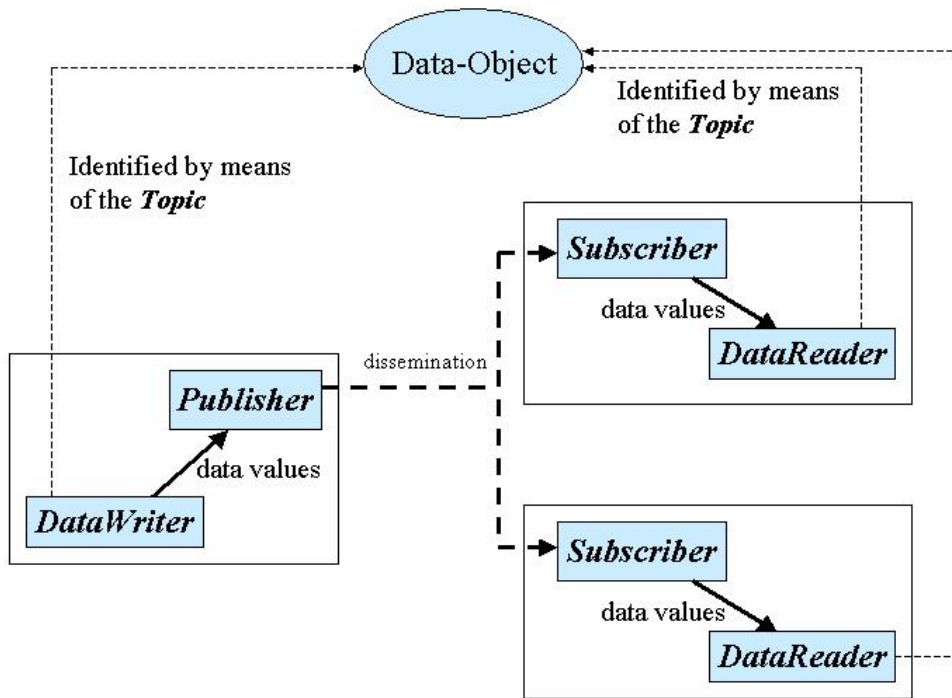 Data-Object
Identified by means
of the Topic
Identified by means
of the Topic
Subscriber
data values
DataReader
dissemination
Publisher
data values
DataWriter
Subscriber
data values
DataReader